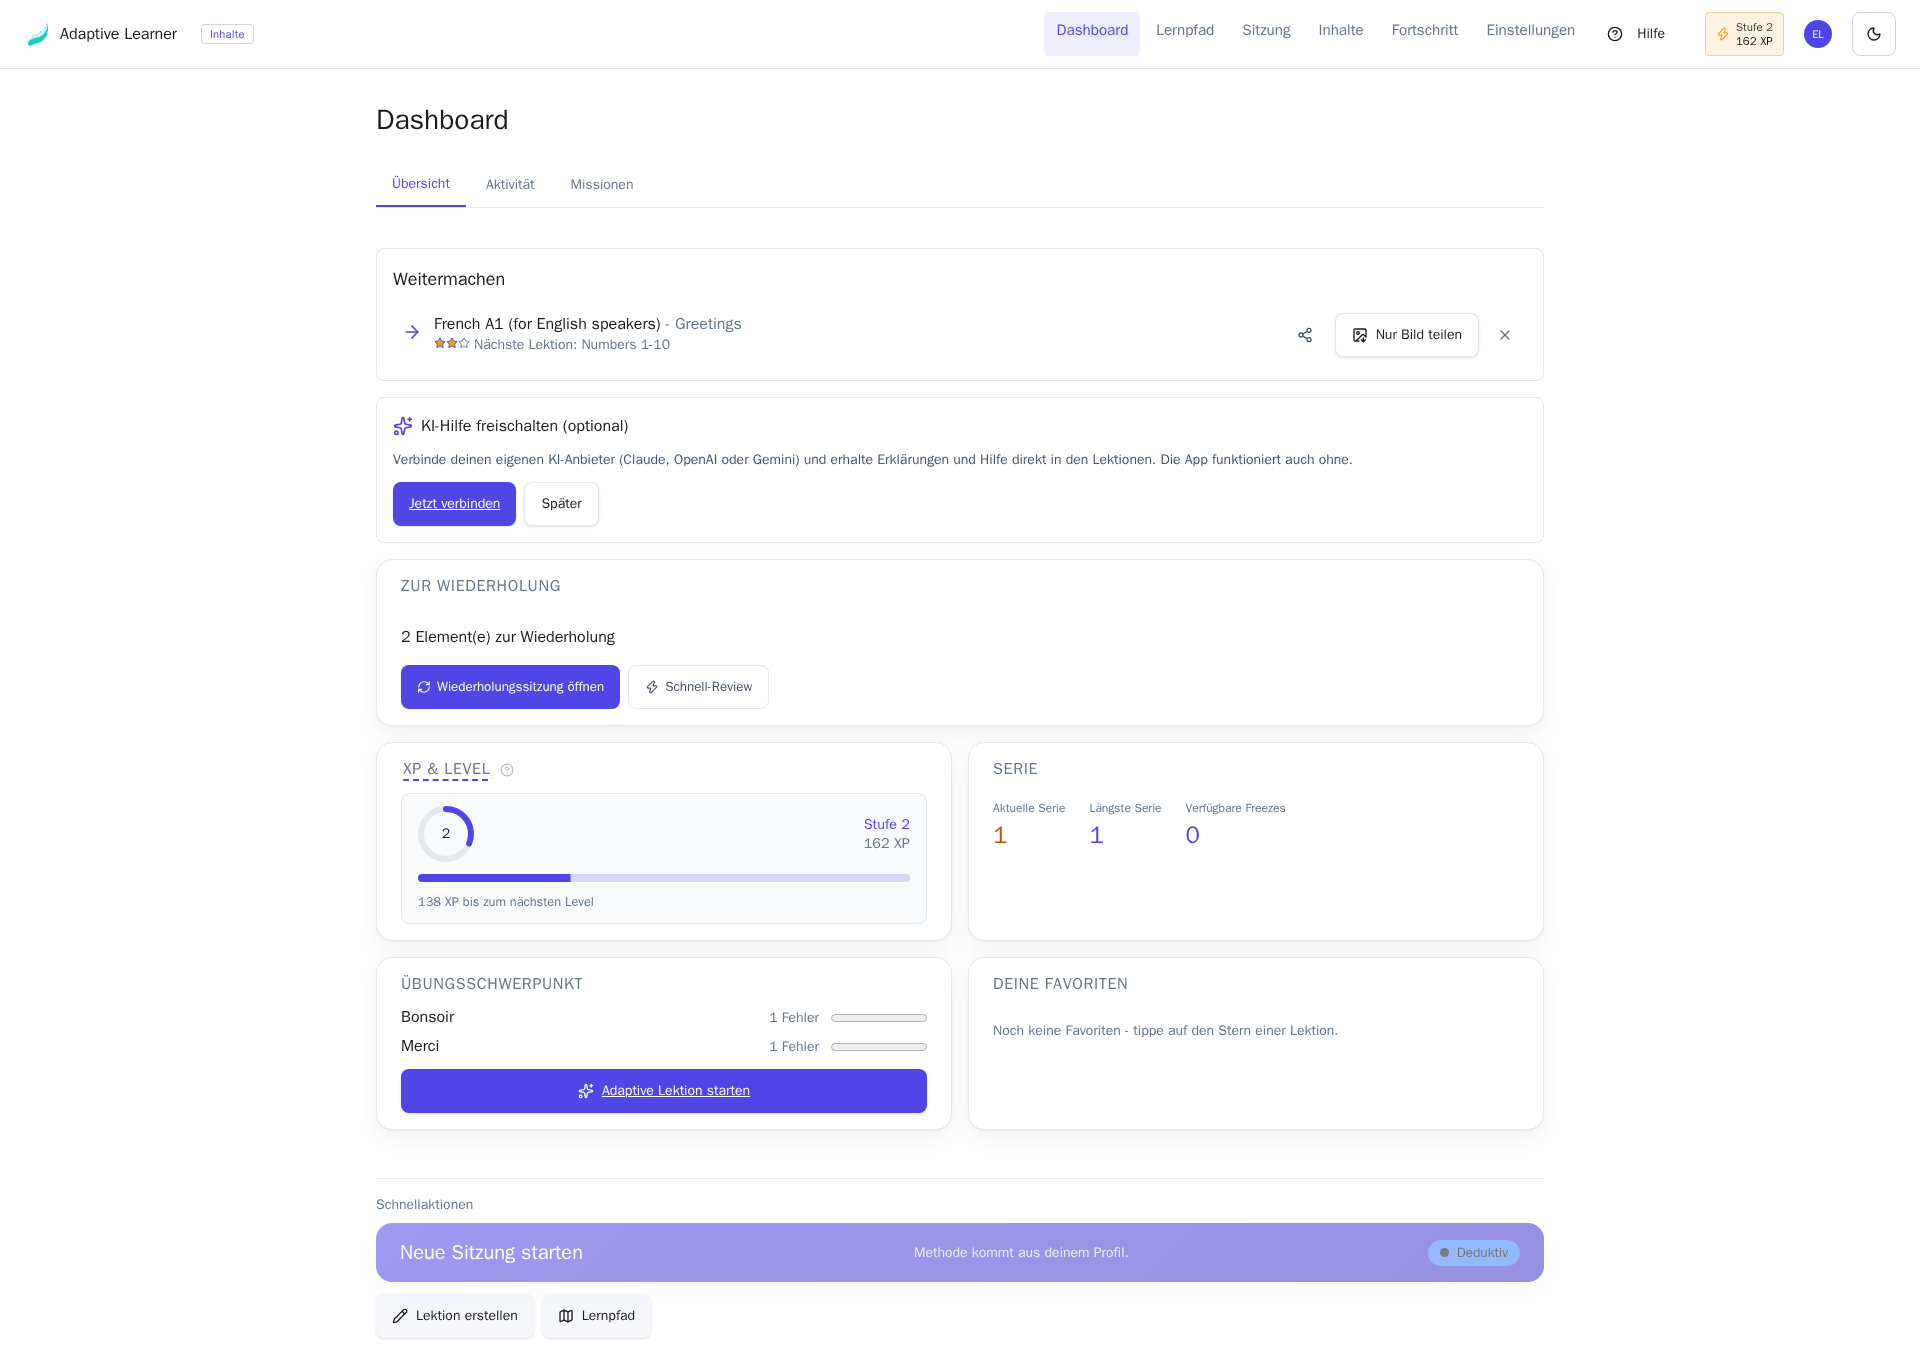 Adaptive Learner
Inhalte
Dashboard
Lernpfad
Sitzung
Inhalte
Fortschritt
Einstellungen
Hilfe
Stufe 2
162 XP
EL
Dashboard
Übersicht
Aktivität
Missionen
Weitermachen
French A1 (for English speakers) - Greetings
Nächste Lektion: Numbers 1-10
Nur Bild teilen
KI-Hilfe freischalten (optional)
Verbinde deinen eigenen KI-Anbieter (Claude, OpenAI oder Gemini) und erhalte Erklärungen und Hilfe direkt in den Lektionen. Die App funktioniert auch ohne.
Jetzt verbinden
Später
ZUR WIEDERHOLUNG
2 Element(e) zur Wiederholung
Wiederholungssitzung öffnen
Schnell-Review
XP & LEVEL
2
Stufe 2
162 XP
138 XP bis zum nächsten Level
SERIE
Aktuelle Serie
1
Längste Serie
1
Verfügbare Freezes
0
ÜBUNGSSCHWERPUNKT
Bonsoir
1 Fehler
Merci
1 Fehler
Adaptive Lektion starten
DEINE FAVORITEN
Noch keine Favoriten - tippe auf den Stern einer Lektion.
Schnellaktionen
Neue Sitzung starten
Methode kommt aus deinem Profil.
Deduktiv
Lektion erstellen
Lernpfad